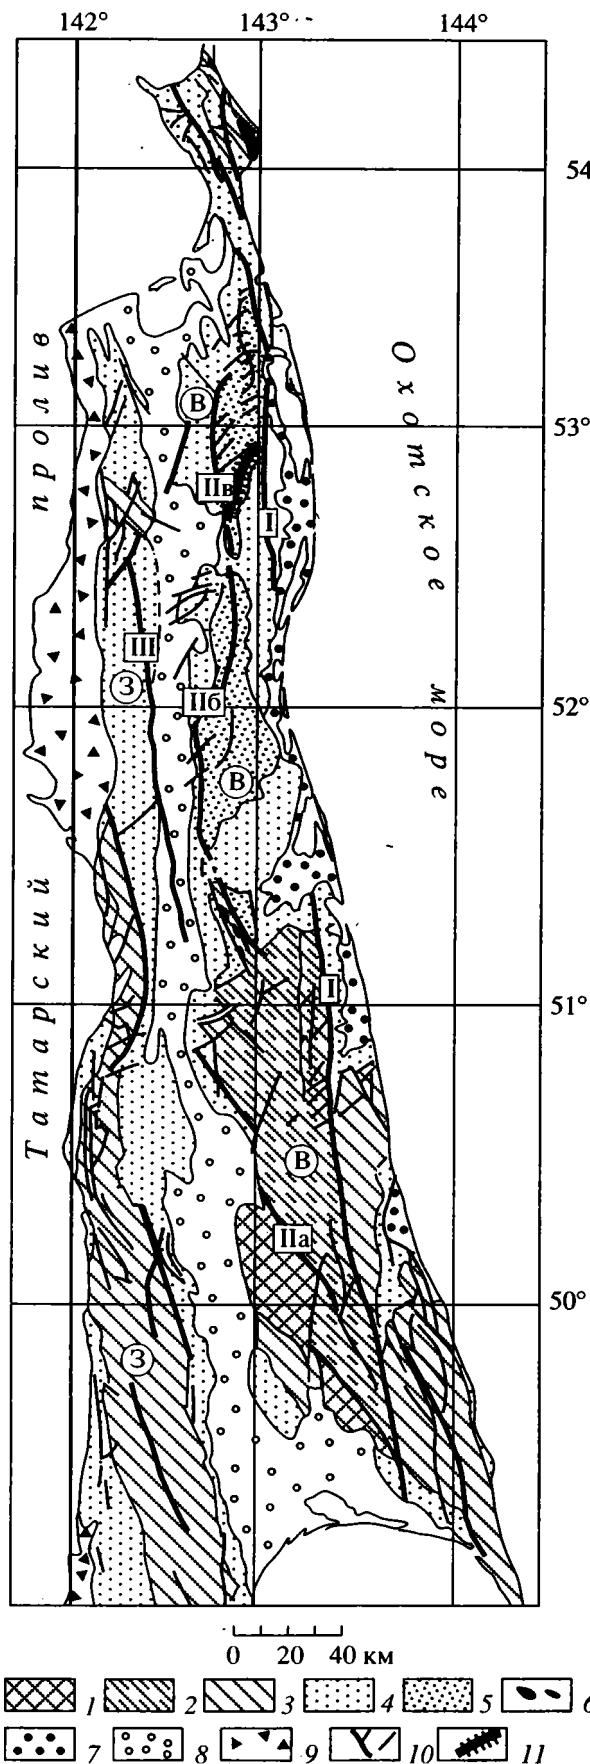 142° 143° 144°
54
пролив
Охотское
В
53°
IIв
I
III
З
IIб
52°
море
В
Татарский
I
51°
В
IIа
50°
З
0 20 40 км
1 2 3 4 5 6
7 8 9 10 11